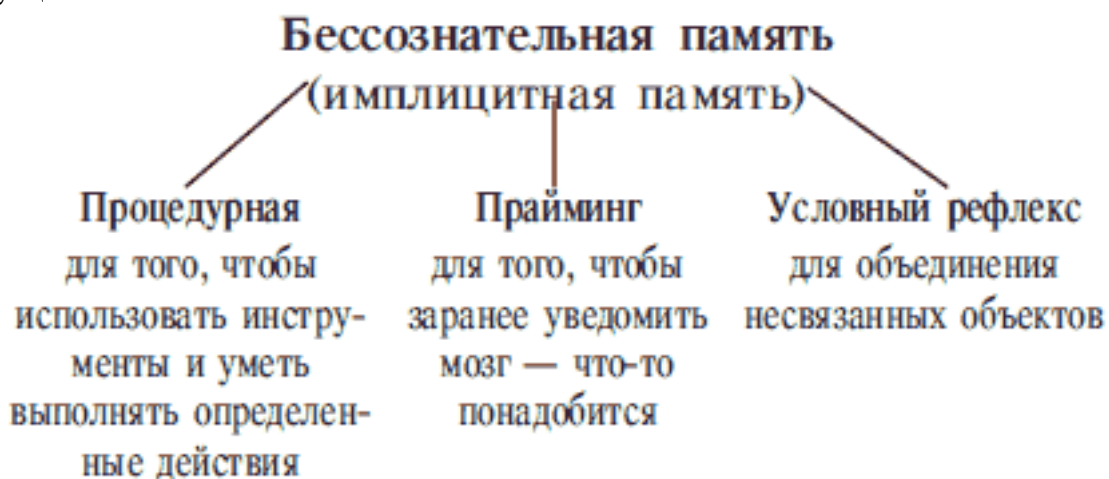 Бессознательная память
(имплицитная память)
Процедурная
для того, чтобы
использовать инстру-
менты и уметь
выполнять определен-
ные действия
Прайминг
для того, чтобы
заранее уведомить
мозг — что-то
понадобится
Условный рефлекс
для объединения
несвязанных объектов